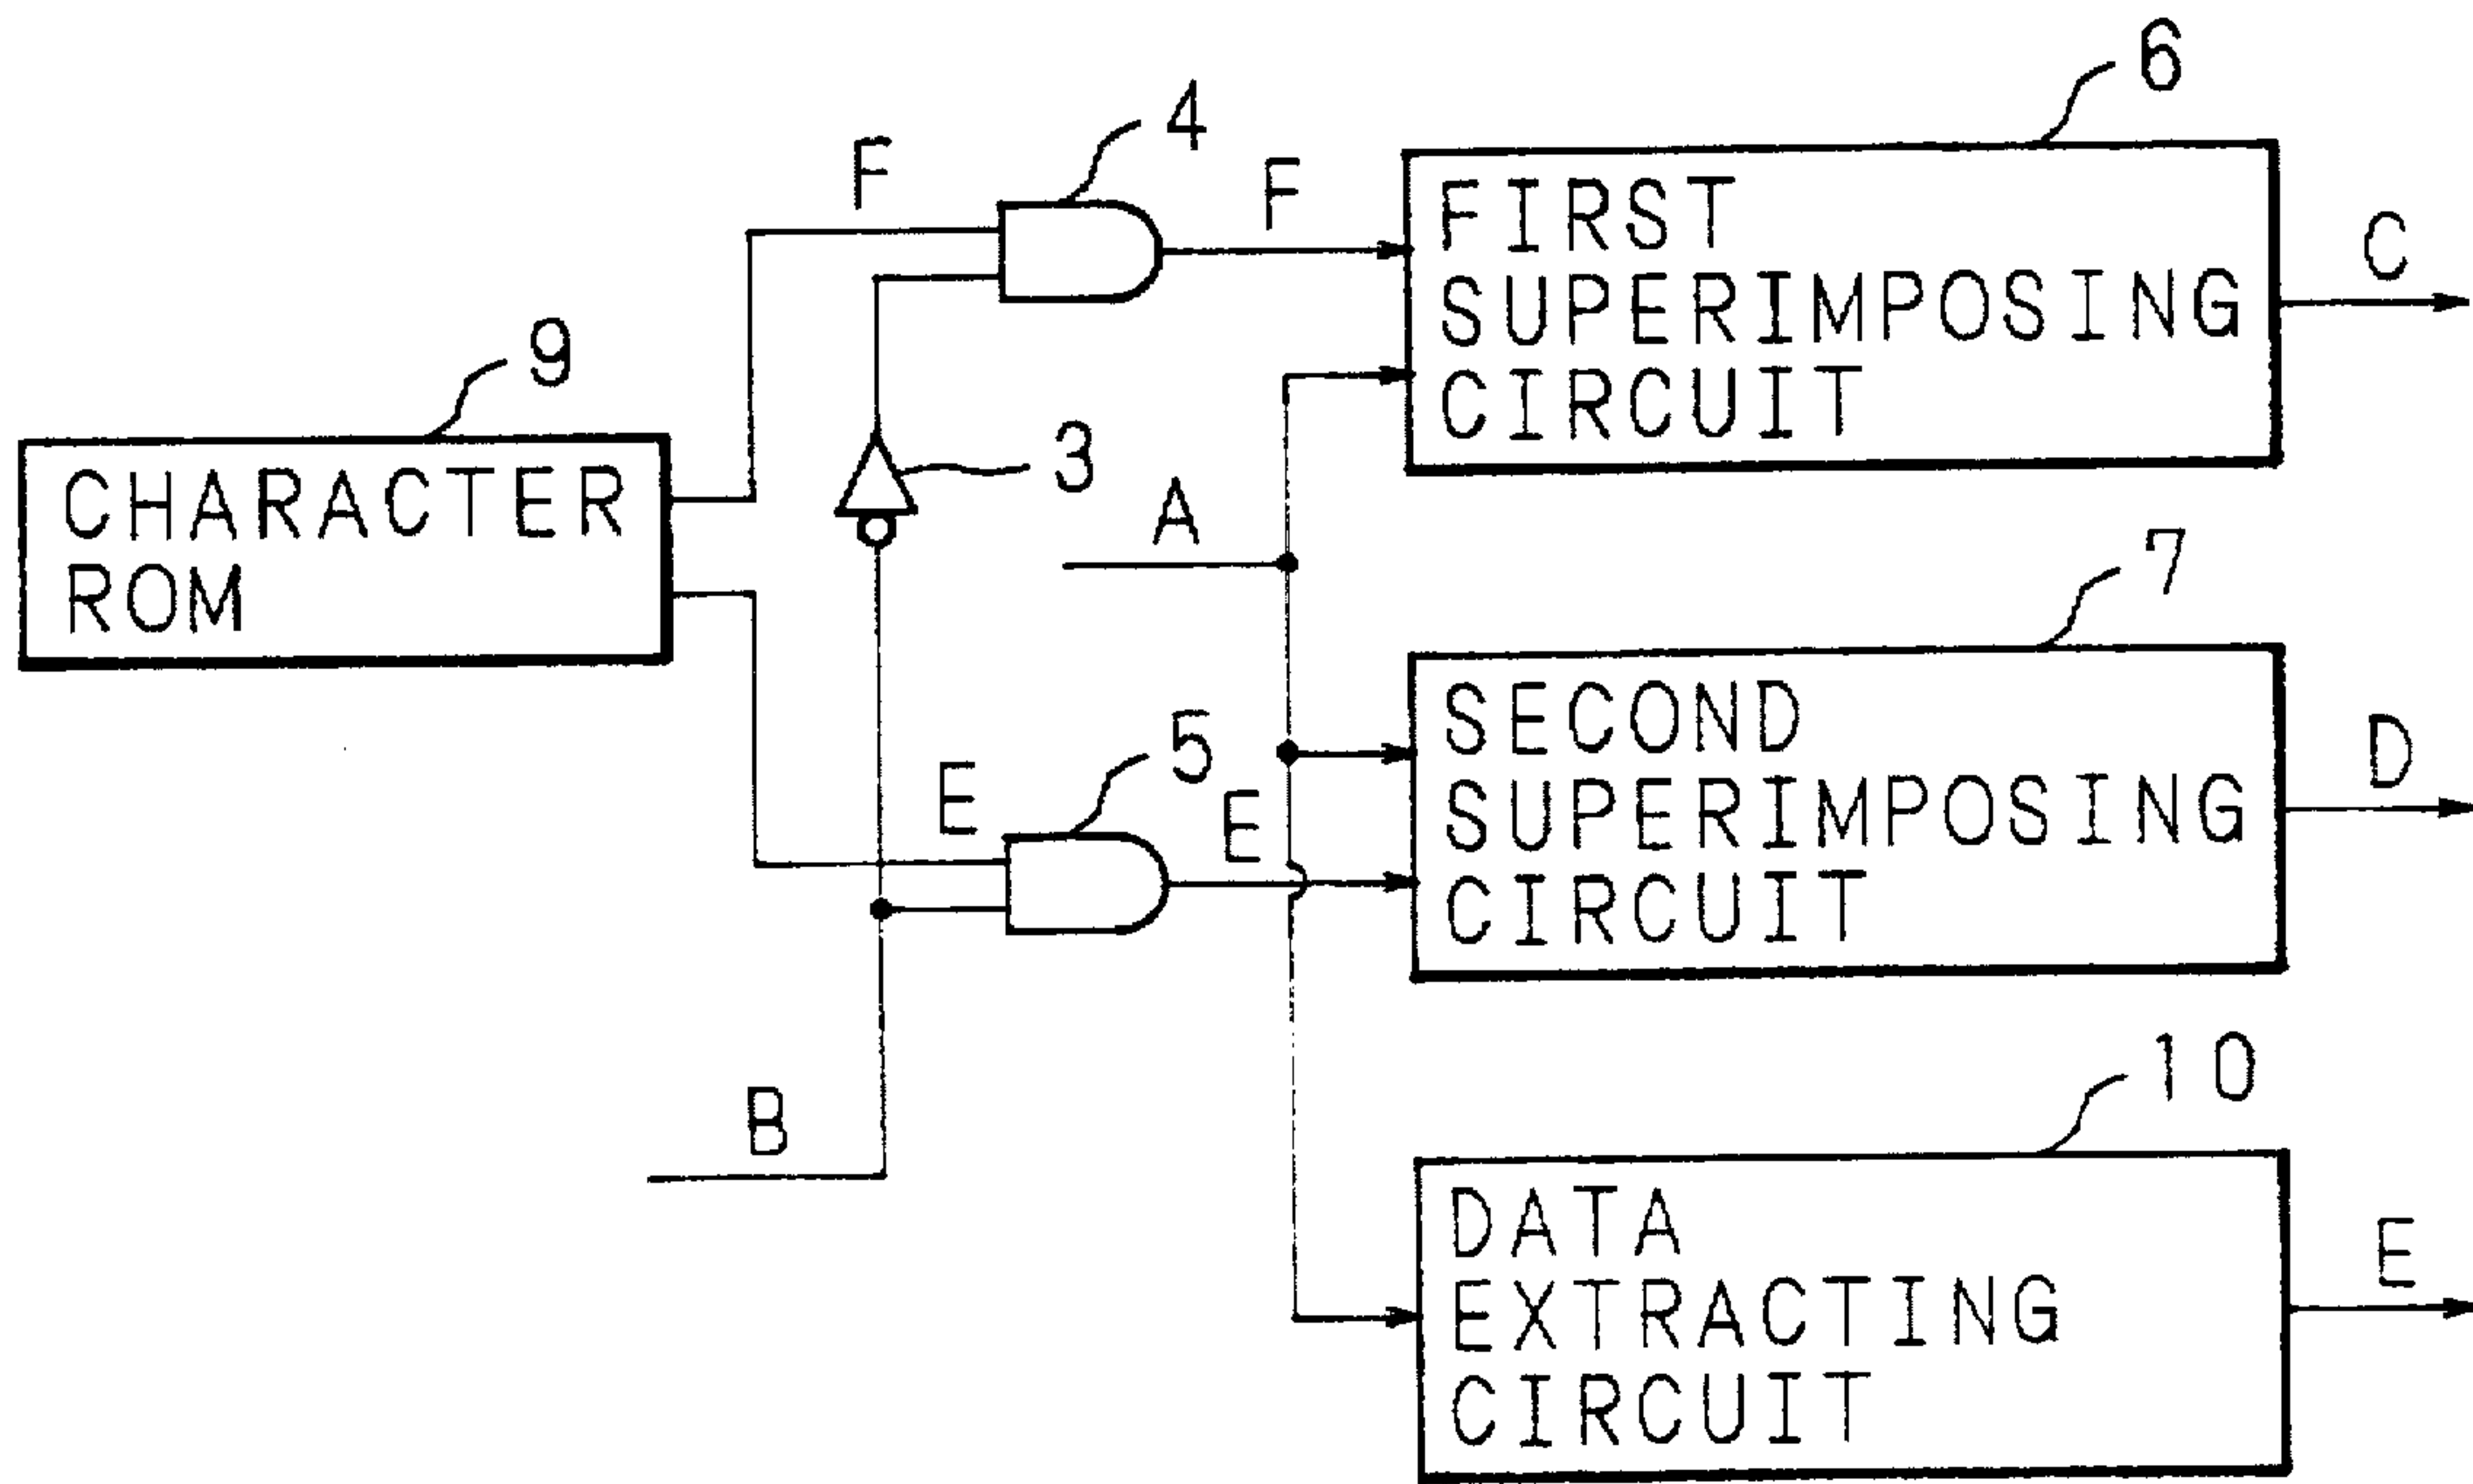 6
4
F
F
FIRST
SUPERIMPOSING
CIRCUIT
C
9
CHARACTER
ROM
3
A
7
SECOND
SUPERIMPOSING
CIRCUIT
D
5
E
E
10
B
DATA
EXTRACTING
CIRCUIT
E